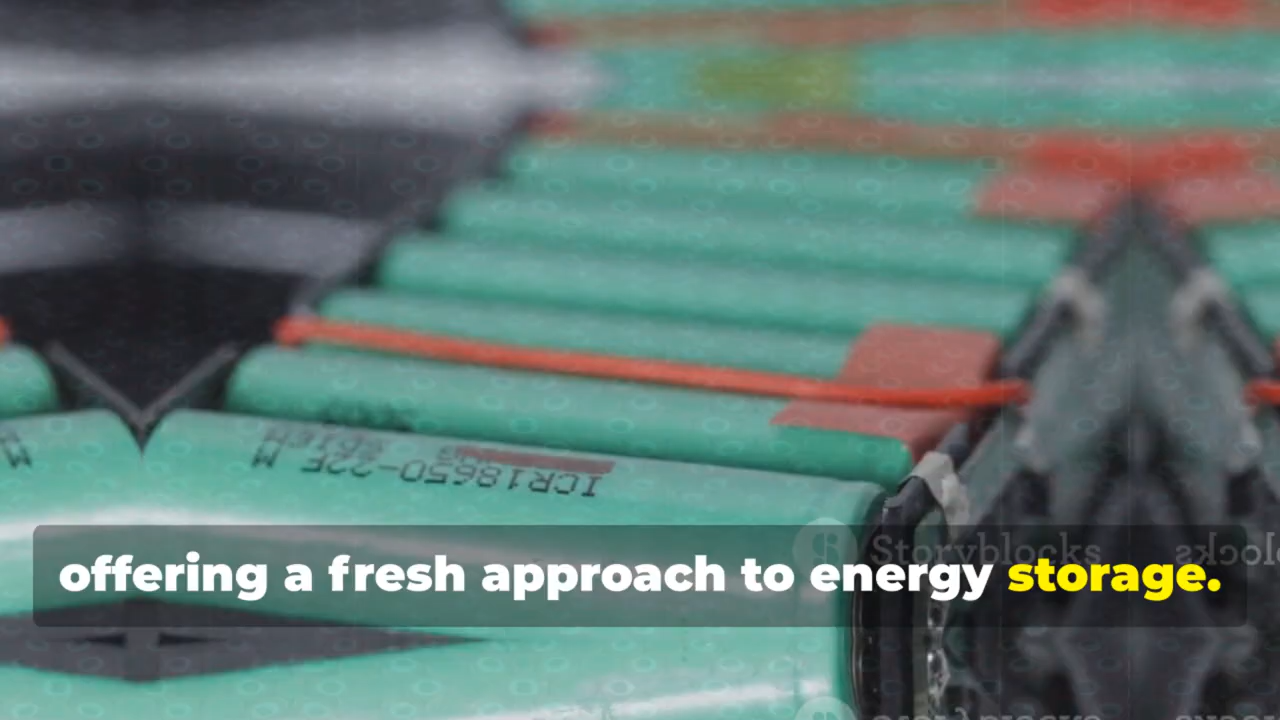 ICR18650-22F
offering a fresh approach to energy storage.
Storyblocks